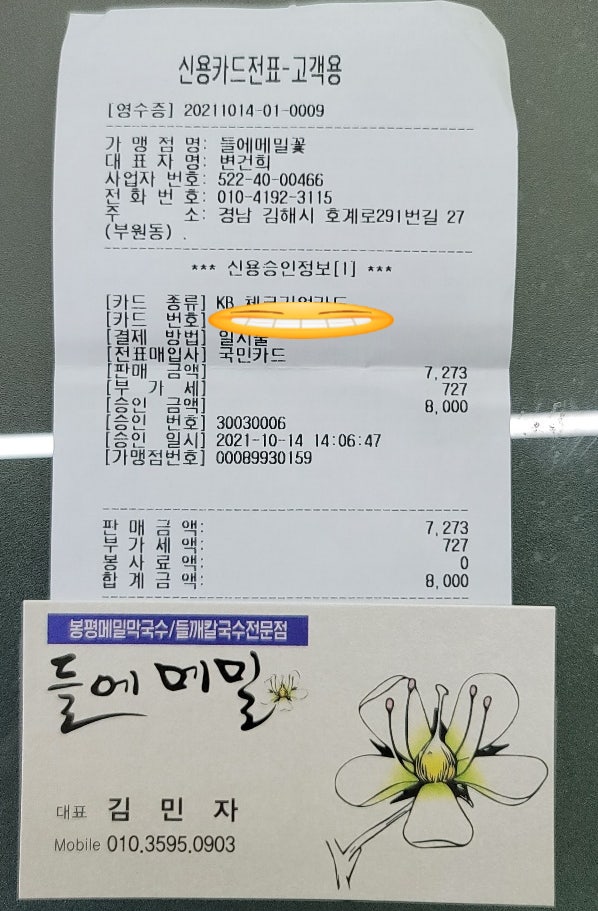 신용카드전표-고객용
[영수증] 20211014-01-0009
가 맹 점 명: 들에메밀꽃
대 표 자 명: 변건희
사업자 번호: 522-40-00466
전 화 번 호: 010-4192-3115
주 소: 경남 김해시 호계로291번길 27
(부원동) .
*** 신용승인정보[I] ***
[카드 종류] KB
[카드 번호]
[결제 방법] 일시불
[전표매입사] 국민카드
[판매 금액] 7,273
[부 가 세] 727
[승인 금액] 8,000
[승인 번호] 30030006
[승인 일시] 2021-10-14 14:06:47
[가맹점번호] 00089930159
판 매 금 액: 7,273
부 가 세 액: 727
봉 사 료 액: 0
합 계 금 액: 8,000
봉평메밀막국수/들깨칼국수전문점
들에 메밀
대표 김 민 자
Mobile 010.3595.0903